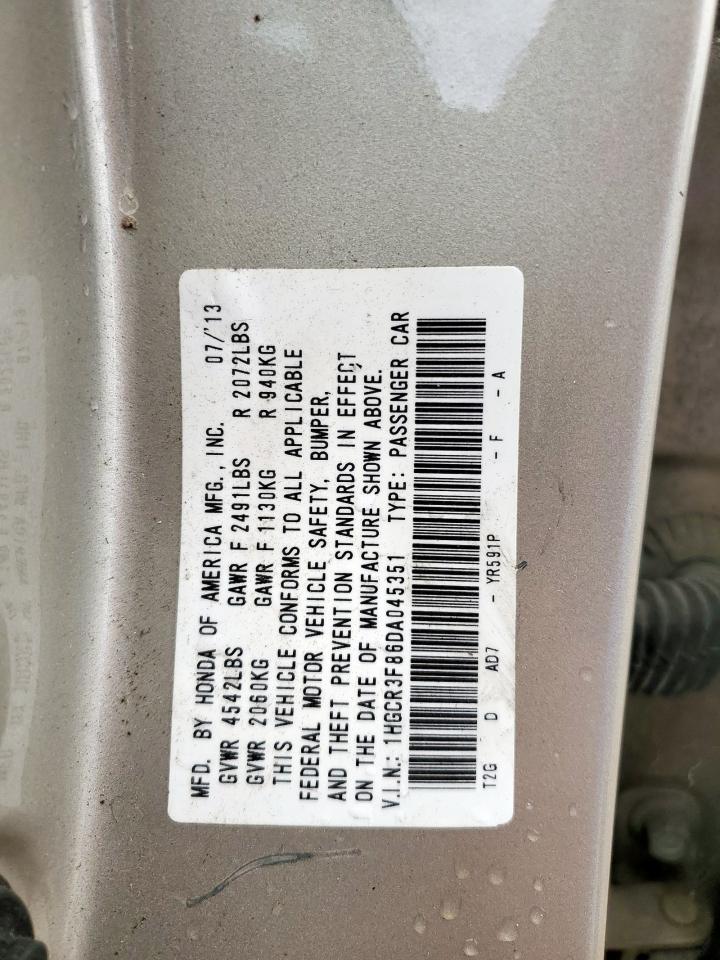 MFD. BY HONDA OF AMERICA MFG., INC. 07/'13
GVWR 4542LBS GAWR F 2491LBS R 2072LBS
GVWR 2060KG GAWR F 1130KG R 940KG
THIS VEHICLE CONFORMS TO ALL APPLICABLE
FEDERAL MOTOR VEHICLE SAFETY, BUMPER,
AND THEFT PREVENTION STANDARDS IN EFFECT
ON THE DATE OF MANUFACTURE SHOWN ABOVE.
V.I.N.: 1HGCR3F86DA045351 TYPE: PASSENGER CAR
T2G D AD7 - YR591P - F - A